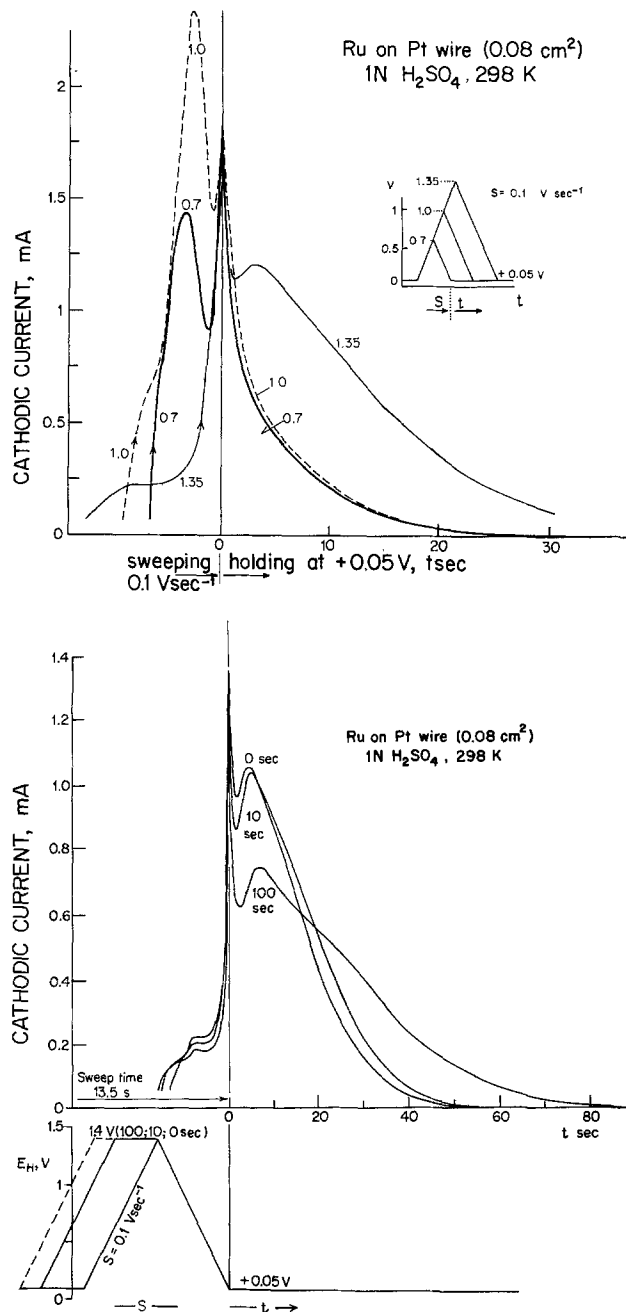 Ru on Pt wire (0.08 cm²)
1N H₂SO₄, 298 K
CATHODIC CURRENT, mA
2
1.5
1
0.5
0
1.0
0.7
1.0
0.7
1.35
1.35
1.0
0.7
V
1.35
1
1.0
0.5
0.7
0
S = 0.1 V sec⁻¹
+0.05 V
S
t
t
0
10
20
30
sweeping
0.1 Vsec⁻¹
holding at +0.05 V, t sec
1.4
1.2
1.0
0.8
0.6
0.4
0.2
0
CATHODIC CURRENT, mA
Ru on Pt wire (0.08 cm²)
1N H₂SO₄, 298 K
0 sec
10
sec
100
sec
Sweep time
13.5 s
0
20
40
60
80
t sec
1.5
1
0
E_H, V
1.4 V (100; 10; 0 sec)
S = 0.1 Vsec⁻¹
+0.05 V
S
t